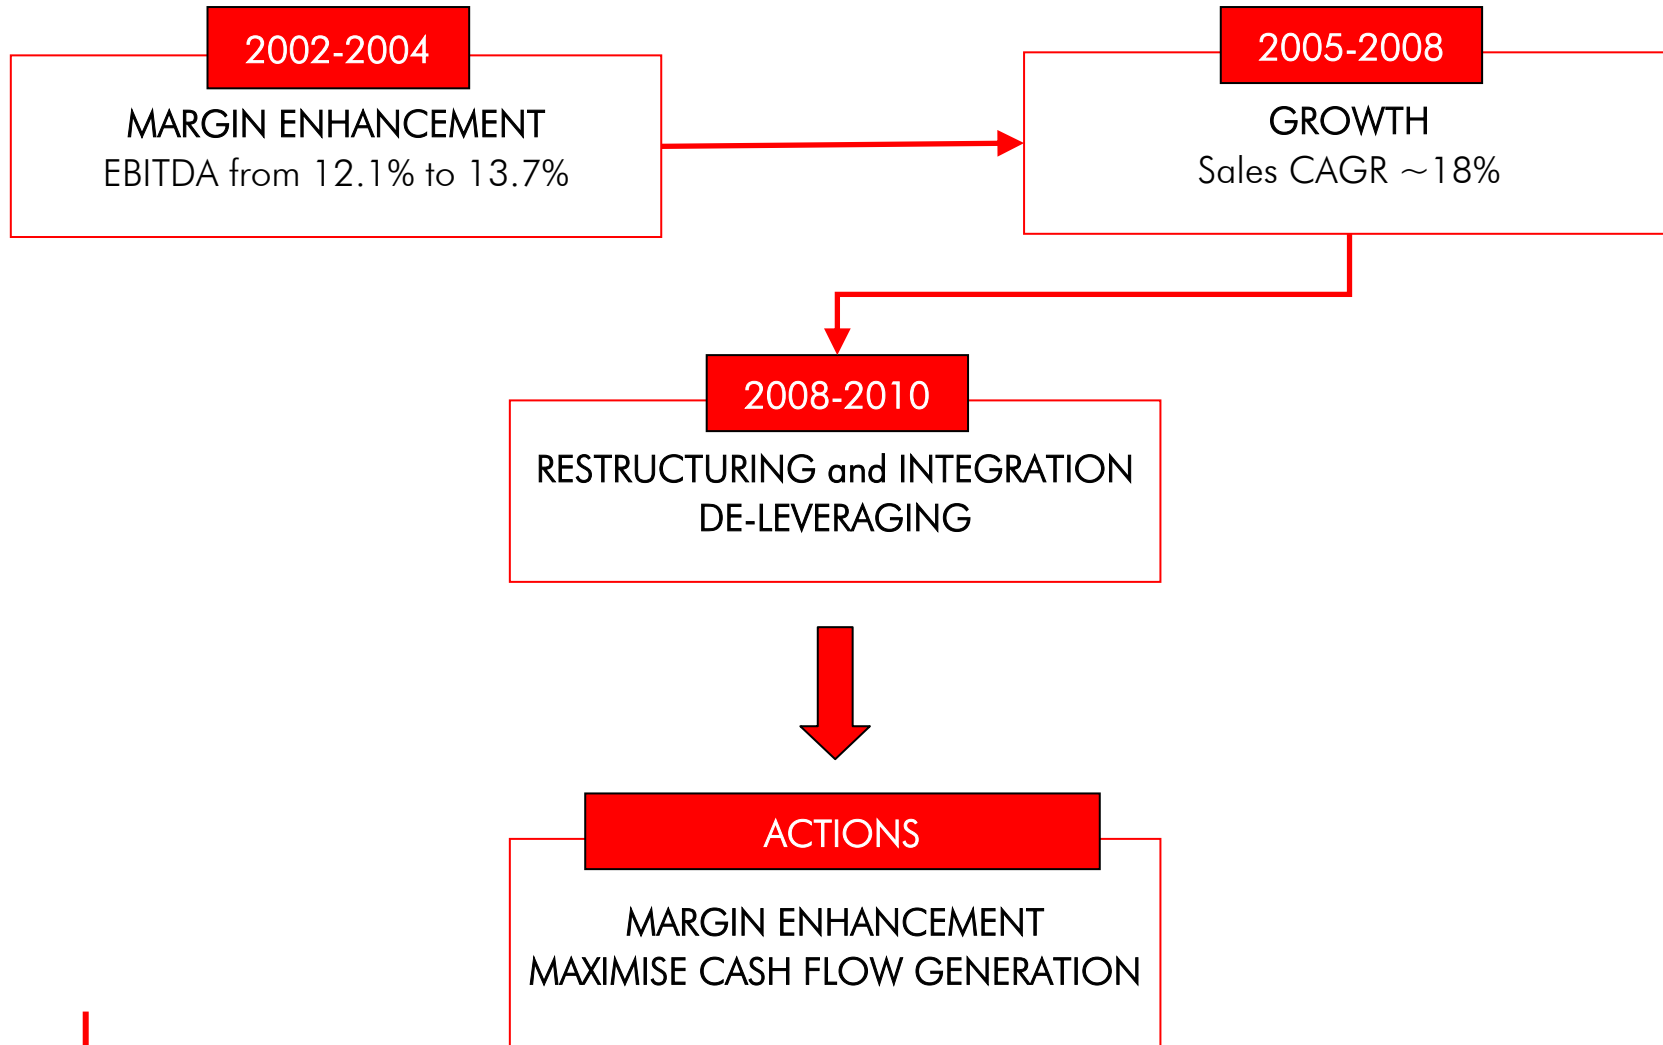 2002-2004
MARGIN ENHANCEMENT
EBITDA from 12.1% to 13.7%
2005-2008
GROWTH
Sales CAGR ~18%
2008-2010
RESTRUCTURING and INTEGRATION
DE-LEVERAGING
ACTIONS
MARGIN ENHANCEMENT
MAXIMISE CASH FLOW GENERATION